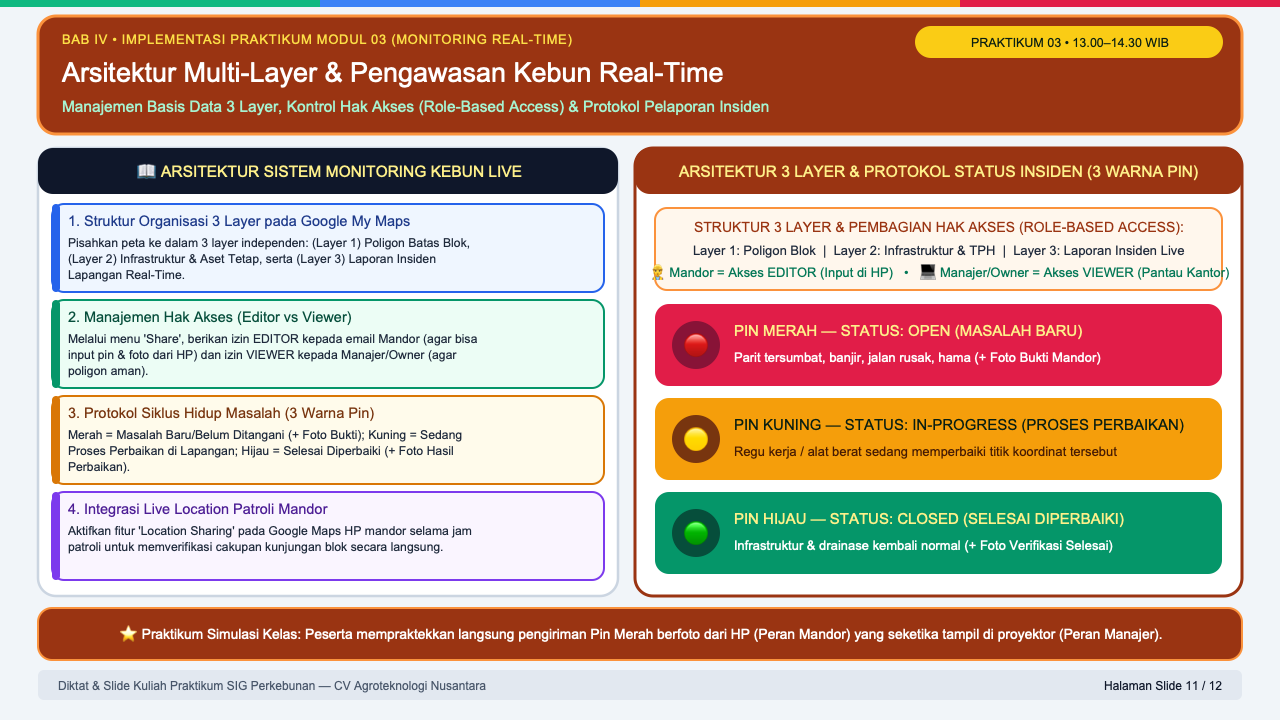 BAB IV • IMPLEMENTASI PRAKTIKUM MODUL 03 (MONITORING REAL-TIME)
PRAKTIKUM 03 • 13.00–14.30 WIB
Arsitektur Multi-Layer & Pengawasan Kebun Real-Time
Manajemen Basis Data 3 Layer, Kontrol Hak Akses (Role-Based Access) & Protokol Pelaporan Insiden
📖 ARSITEKTUR SISTEM MONITORING KEBUN LIVE
1. Struktur Organisasi 3 Layer pada Google My Maps
Pisahkan peta ke dalam 3 layer independen: (Layer 1) Poligon Batas Blok,
(Layer 2) Infrastruktur & Aset Tetap, serta (Layer 3) Laporan Insiden
Lapangan Real-Time.
2. Manajemen Hak Akses (Editor vs Viewer)
Melalui menu 'Share', berikan izin EDITOR kepada email Mandor (agar bisa
input pin & foto dari HP) dan izin VIEWER kepada Manajer/Owner (agar
poligon aman).
3. Protokol Siklus Hidup Masalah (3 Warna Pin)
Merah = Masalah Baru/Belum Ditangani (+ Foto Bukti); Kuning = Sedang
Proses Perbaikan di Lapangan; Hijau = Selesai Diperbaiki (+ Foto Hasil
Perbaikan).
4. Integrasi Live Location Patroli Mandor
Aktifkan fitur 'Location Sharing' pada Google Maps HP mandor selama jam
patroli untuk memverifikasi cakupan kunjungan blok secara langsung.
ARSITEKTUR 3 LAYER & PROTOKOL STATUS INSIDEN (3 WARNA PIN)
STRUKTUR 3 LAYER & PEMBAGIAN HAK AKSES (ROLE-BASED ACCESS):
Layer 1: Poligon Blok | Layer 2: Infrastruktur & TPH | Layer 3: Laporan Insiden Live
👷 Mandor = Akses EDITOR (Input di HP) • 💻 Manajer/Owner = Akses VIEWER (Pantau Kantor)
PIN MERAH — STATUS: OPEN (MASALAH BARU)
Parit tersumbat, banjir, jalan rusak, hama (+ Foto Bukti Mandor)
PIN KUNING — STATUS: IN-PROGRESS (PROSES PERBAIKAN)
Regu kerja / alat berat sedang memperbaiki titik koordinat tersebut
PIN HIJAU — STATUS: CLOSED (SELESAI DIPERBAIKI)
Infrastruktur & drainase kembali normal (+ Foto Verifikasi Selesai)
⭐ Praktikum Simulasi Kelas: Peserta mempraktekkan langsung pengiriman Pin Merah berfoto dari HP (Peran Mandor) yang seketika tampil di proyektor (Peran Manajer).
Diktat & Slide Kuliah Praktikum SIG Perkebunan — CV Agroteknologi Nusantara
Halaman Slide 11 / 12